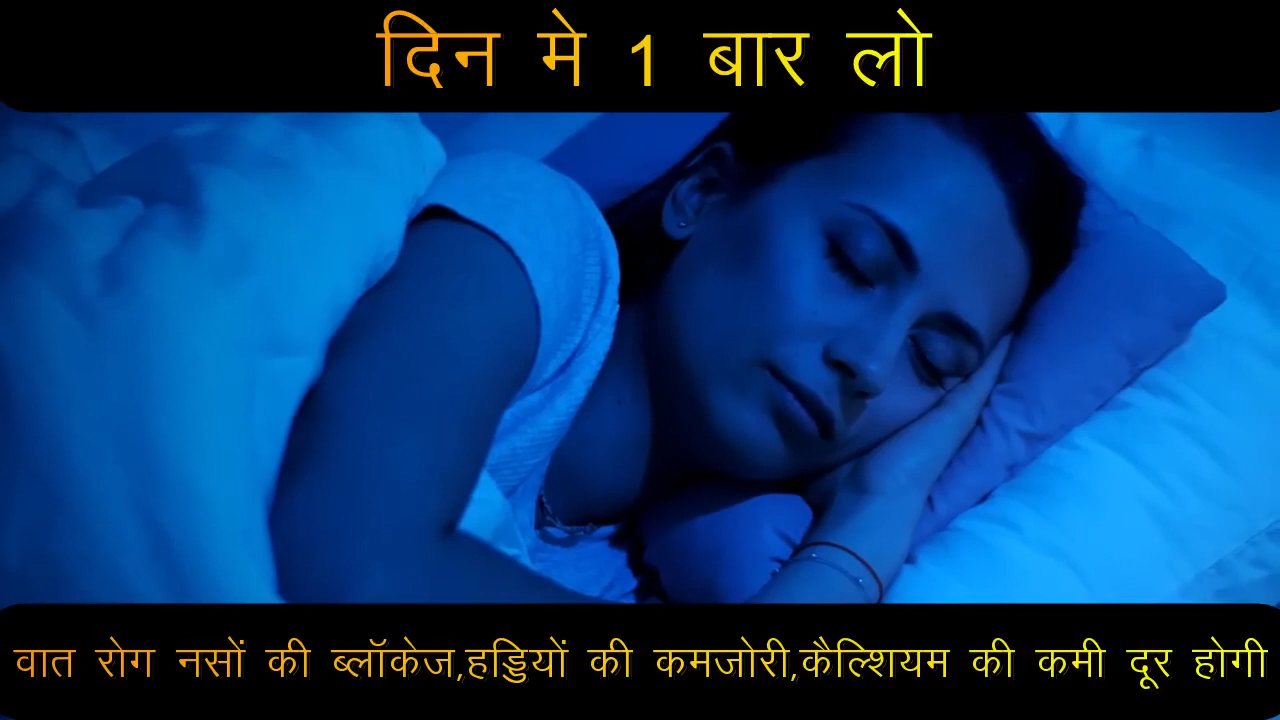 दिन मे 1 बार लो
वात रोग नसों की ब्लॉकेज,हड्डियों की कमजोरी,कैल्शियम की कमी दूर होगी